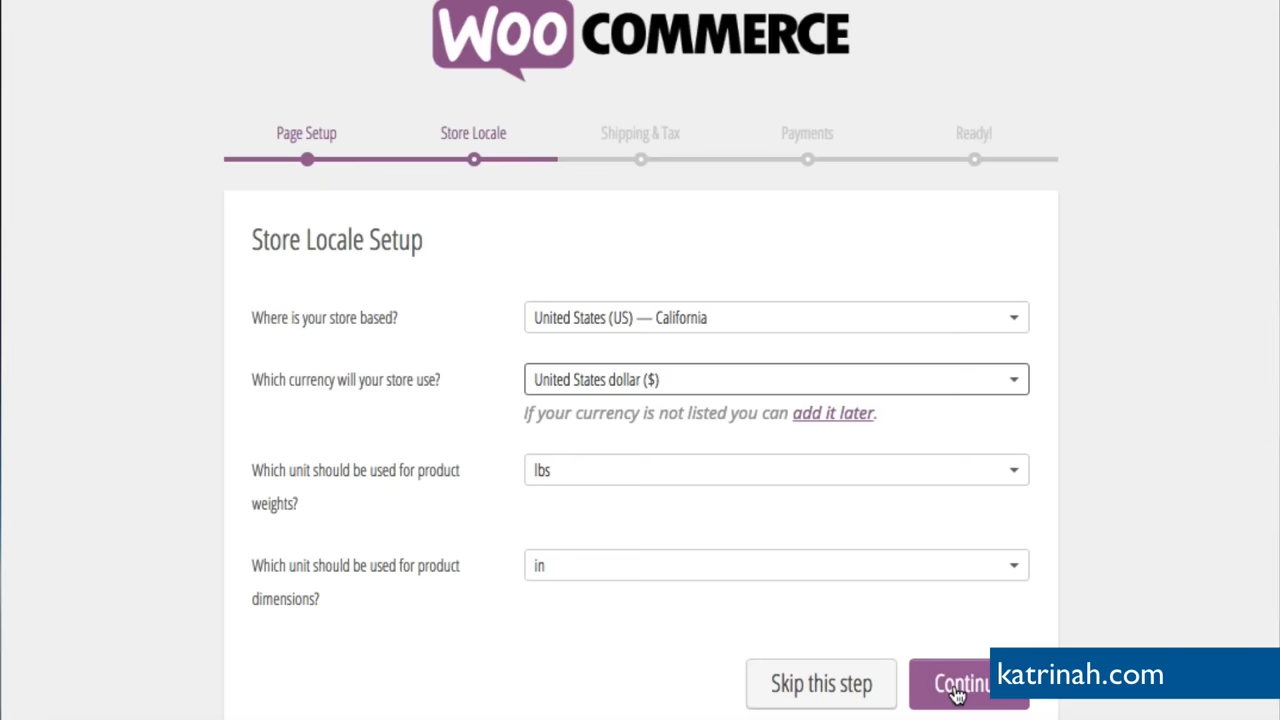 WOO COMMERCE
Page Setup Store Locale Shipping & Tax Payments Ready!
Store Locale Setup
Where is your store based? United States (US) — California
Which currency will your store use? United States dollar ($)
If your currency is not listed you can add it later.
Which unit should be used for product lbs
weights?
Which unit should be used for product in
dimensions?
Skip this step Continu
katrinah.com